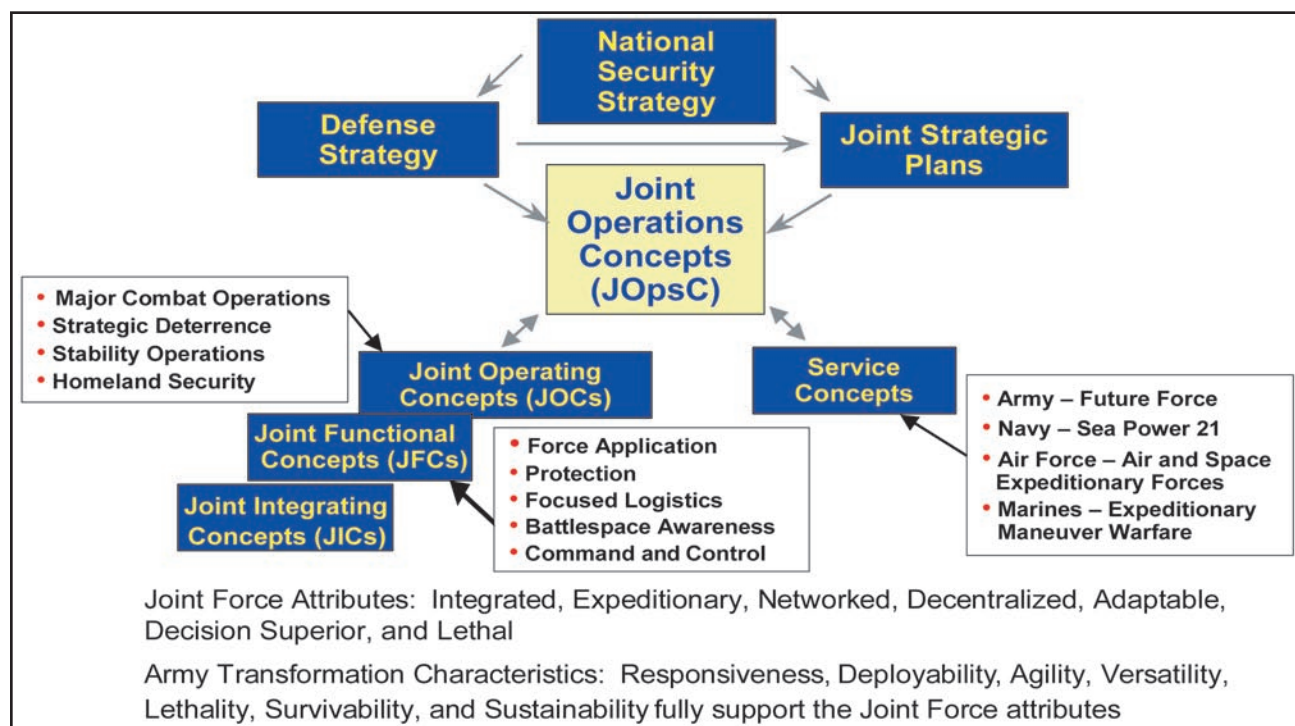 National
Security
Strategy
Defense
Strategy
Joint Strategic
Plans
Joint
Operations
Concepts
(JOpsC)
• Major Combat Operations
• Strategic Deterrence
• Stability Operations
• Homeland Security
Joint Operating
Concepts (JOCs)
Service
Concepts
Joint Functional
Concepts (JFCs)
Joint Integrating
Concepts (JICs)
• Force Application
• Protection
• Focused Logistics
• Battlespace Awareness
• Command and Control
• Army – Future Force
• Navy – Sea Power 21
• Air Force – Air and Space
Expeditionary Forces
• Marines – Expeditionary
Maneuver Warfare
Joint Force Attributes: Integrated, Expeditionary, Networked, Decentralized, Adaptable,
Decision Superior, and Lethal
Army Transformation Characteristics: Responsiveness, Deployability, Agility, Versatility,
Lethality, Survivability, and Sustainability fully support the Joint Force attributes